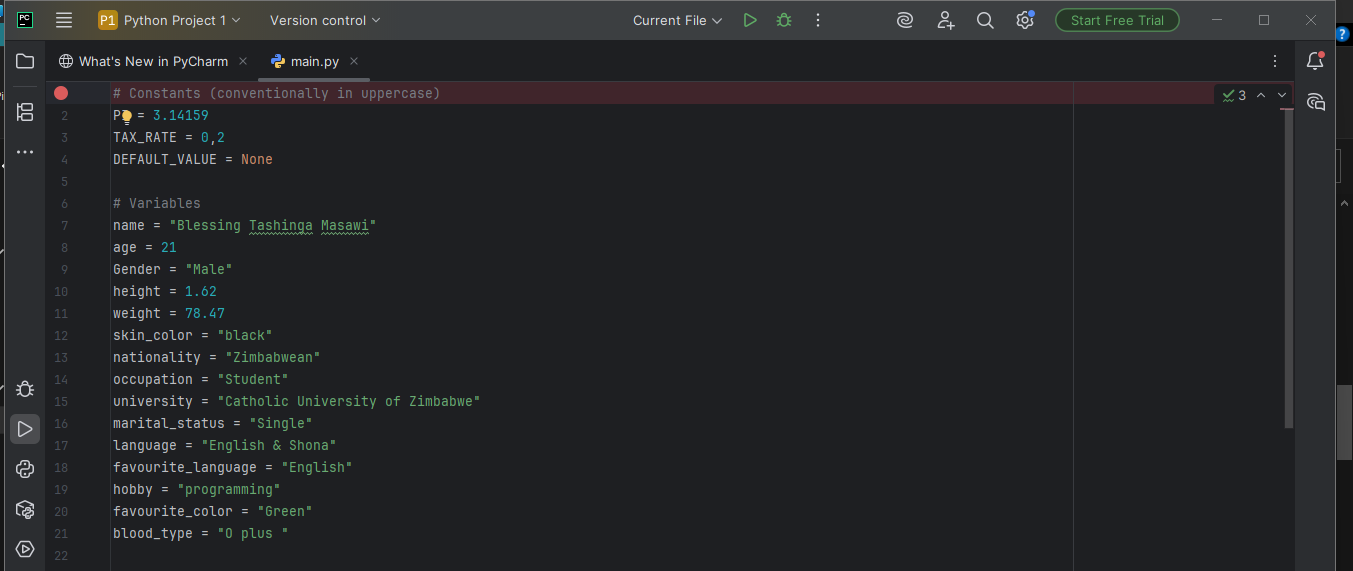 PC P1 Python Project 1 Version control Current File Start Free Trial
What's New in PyCharm main.py
# Constants (conventionally in uppercase) 3
2 = 3.14159
3 TAX_RATE = 0,2
4 DEFAULT_VALUE = None
5
6 # Variables
7 name = "Blessing Tashinga Masawi"
8 age = 21
9 Gender = "Male"
10 height = 1.62
11 weight = 78.47
12 skin_color = "black"
13 nationality = "Zimbabwean"
14 occupation = "Student"
15 university = "Catholic University of Zimbabwe"
16 marital_status = "Single"
17 language = "English & Shona"
18 favourite_language = "English"
19 hobby = "programming"
20 favourite_color = "Green"
21 blood_type = "O plus "
22